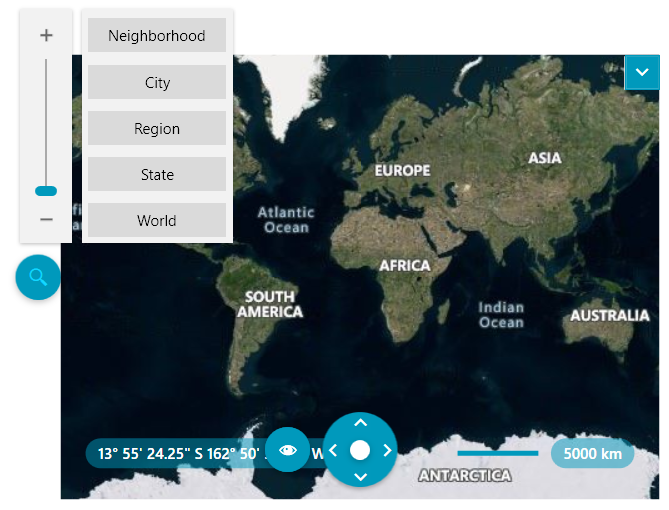 Neighborhood
City
Region
State
World
EUROPE
ASIA
Atlantic
Ocean
AFRICA
SOUTH
AMERICA
Indian
Ocean
AUSTRALIA
13° 55' 24.25" S 162° 50' W
5000 km
ANTARCTICA